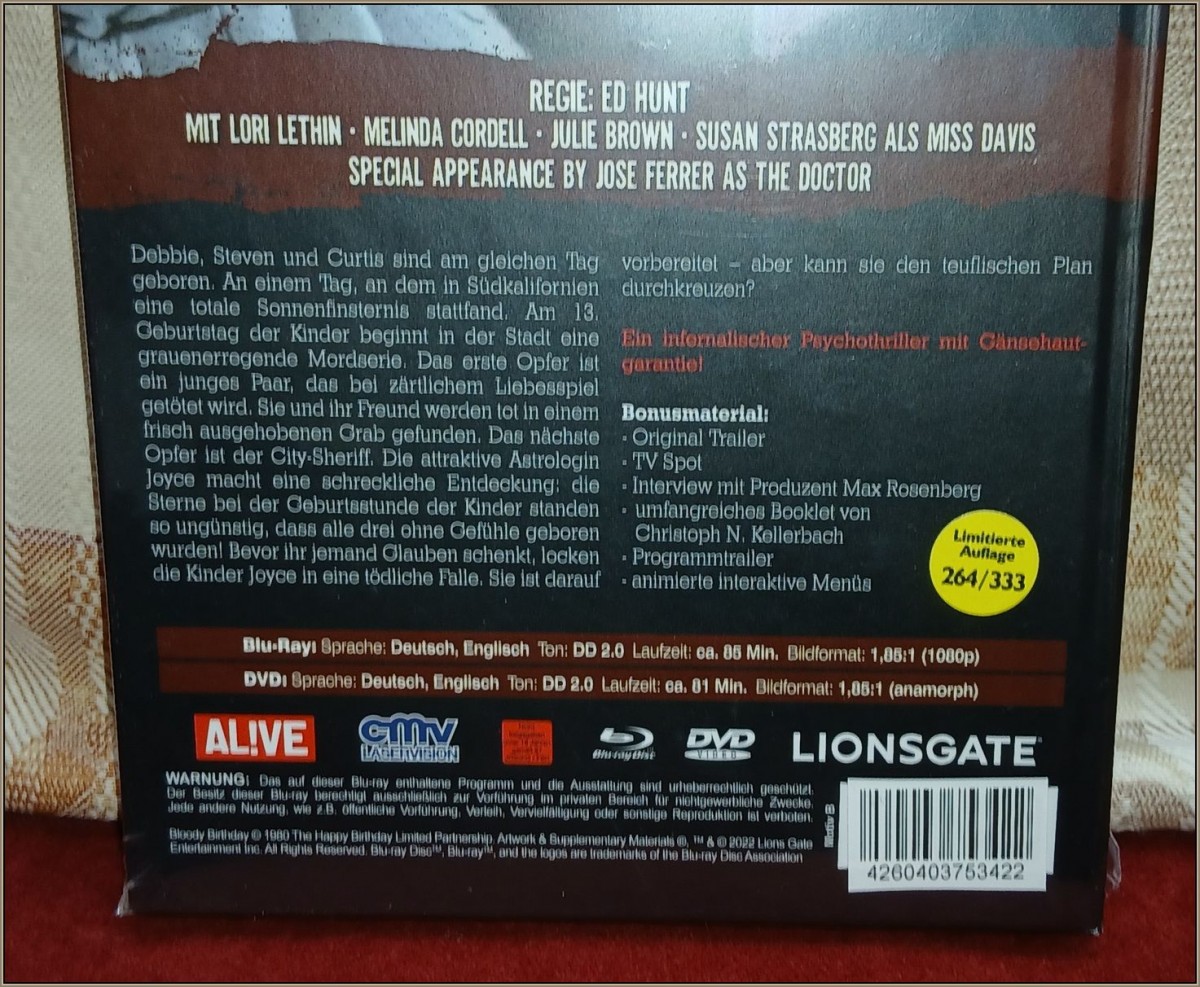 REGIE: ED HUNT
MIT LORI LETHIN · MELINDA CORDELL · JULIE BROWN · SUSAN STRASBERG ALS MISS DAVIS
SPECIAL APPEARANCE BY JOSE FERRER AS THE DOCTOR
Debbie, Steven und Curtis sind am gleichen Tag
geboren. An einem Tag, an dem in Südkalifornien
eine totale Sonnenfinsternis stattfand. Am 13.
Geburtstag der Kinder beginnt in der Stadt eine
grauenerregende Mordserie. Das erste Opfer ist
ein junges Paar, das bei zärtlichem Liebesspiel
getötet wird. Sie und ihr Freund werden tot in einem
frisch ausgehobenen Grab gefunden. Das nächste
Opfer ist der City-Sheriff. Die attraktive Astrologin
Joyce macht eine schreckliche Entdeckung: die
Sterne bei der Geburtsstunde der Kinder standen
so ungünstig, dass alle drei ohne Gefühle geboren
wurden! Bevor ihr jemand Glauben schenkt, locken
die Kinder Joyce in eine tödliche Falle. Sie ist darauf
vorbereitet – aber kann sie den teuflischen Plan
durchkreuzen?
Ein infernalischer Psychothriller mit Gänsehaut-
garantie!
Bonusmaterial:
· Original Trailer
· TV Spot
· Interview mit Produzent Max Rosenberg
· umfangreiches Booklet von
Christoph N. Kellerbach
· Programmtrailer
· animierte interaktive Menüs
Limitierte
Auflage
264/333
Blu-Ray: Sprache: Deutsch, Englisch Ton: DD 2.0 Laufzeit: ca. 85 Min. Bildformat: 1,85:1 (1080p)
DVD: Sprache: Deutsch, Englisch Ton: DD 2.0 Laufzeit: ca. 81 Min. Bildformat: 1,85:1 (anamorph)
AL!VE
cmv
LASERVISION
Blu-ray Disc
DVD
VIDEO
LIONSGATE
WARNUNG: Das auf dieser Blu-ray enthaltene Programm und die Ausstattung sind urheberrechtlich geschützt.
Der Besitz dieser Blu-ray berechtigt ausschließlich zur Vorführung im privaten Bereich für nichtgewerbliche Zwecke.
Jede andere Nutzung, wie z.B. öffentliche Vorführung, Verleih, Vervielfältigung oder sonstige Reproduktion ist verboten.
Bloody Birthday © 1980 The Happy Birthday Limited Partnership. Artwork & Supplementary Materials ®, ™ & © 2022 Lions Gate
Entertainment Inc. All Rights Reserved. Blu-ray Disc™, Blu-ray™, and the logos are trademarks of the Blu-ray Disc Association
Motiv B
4260403753422